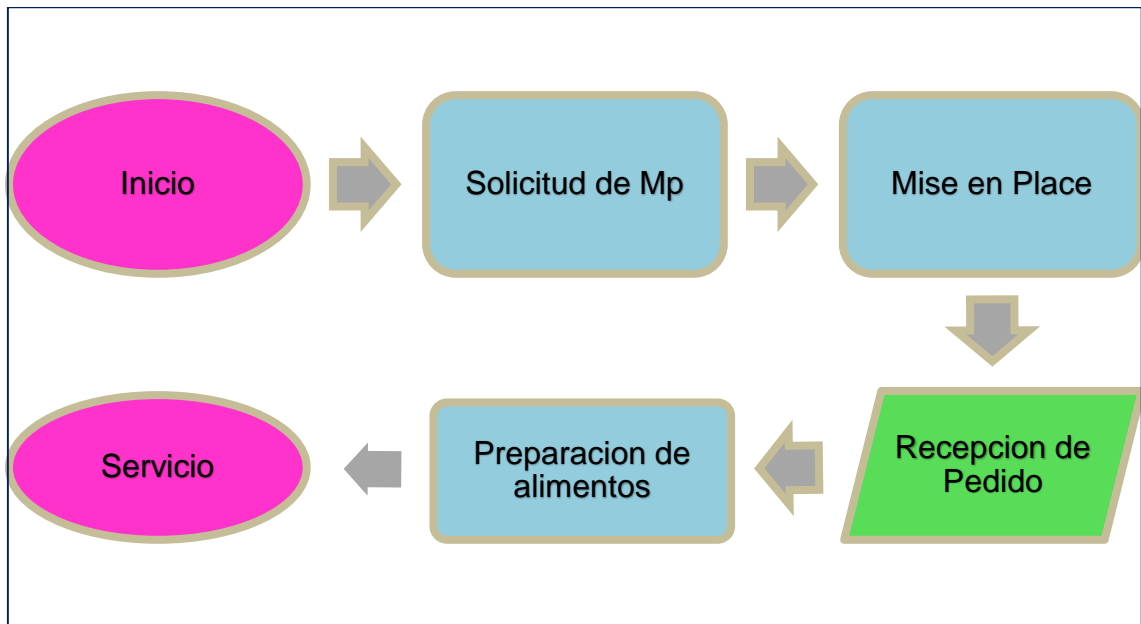 Inicio
Solicitud de Mp
Mise en Place
Recepcion de
Pedido
Preparacion de
alimentos
Servicio